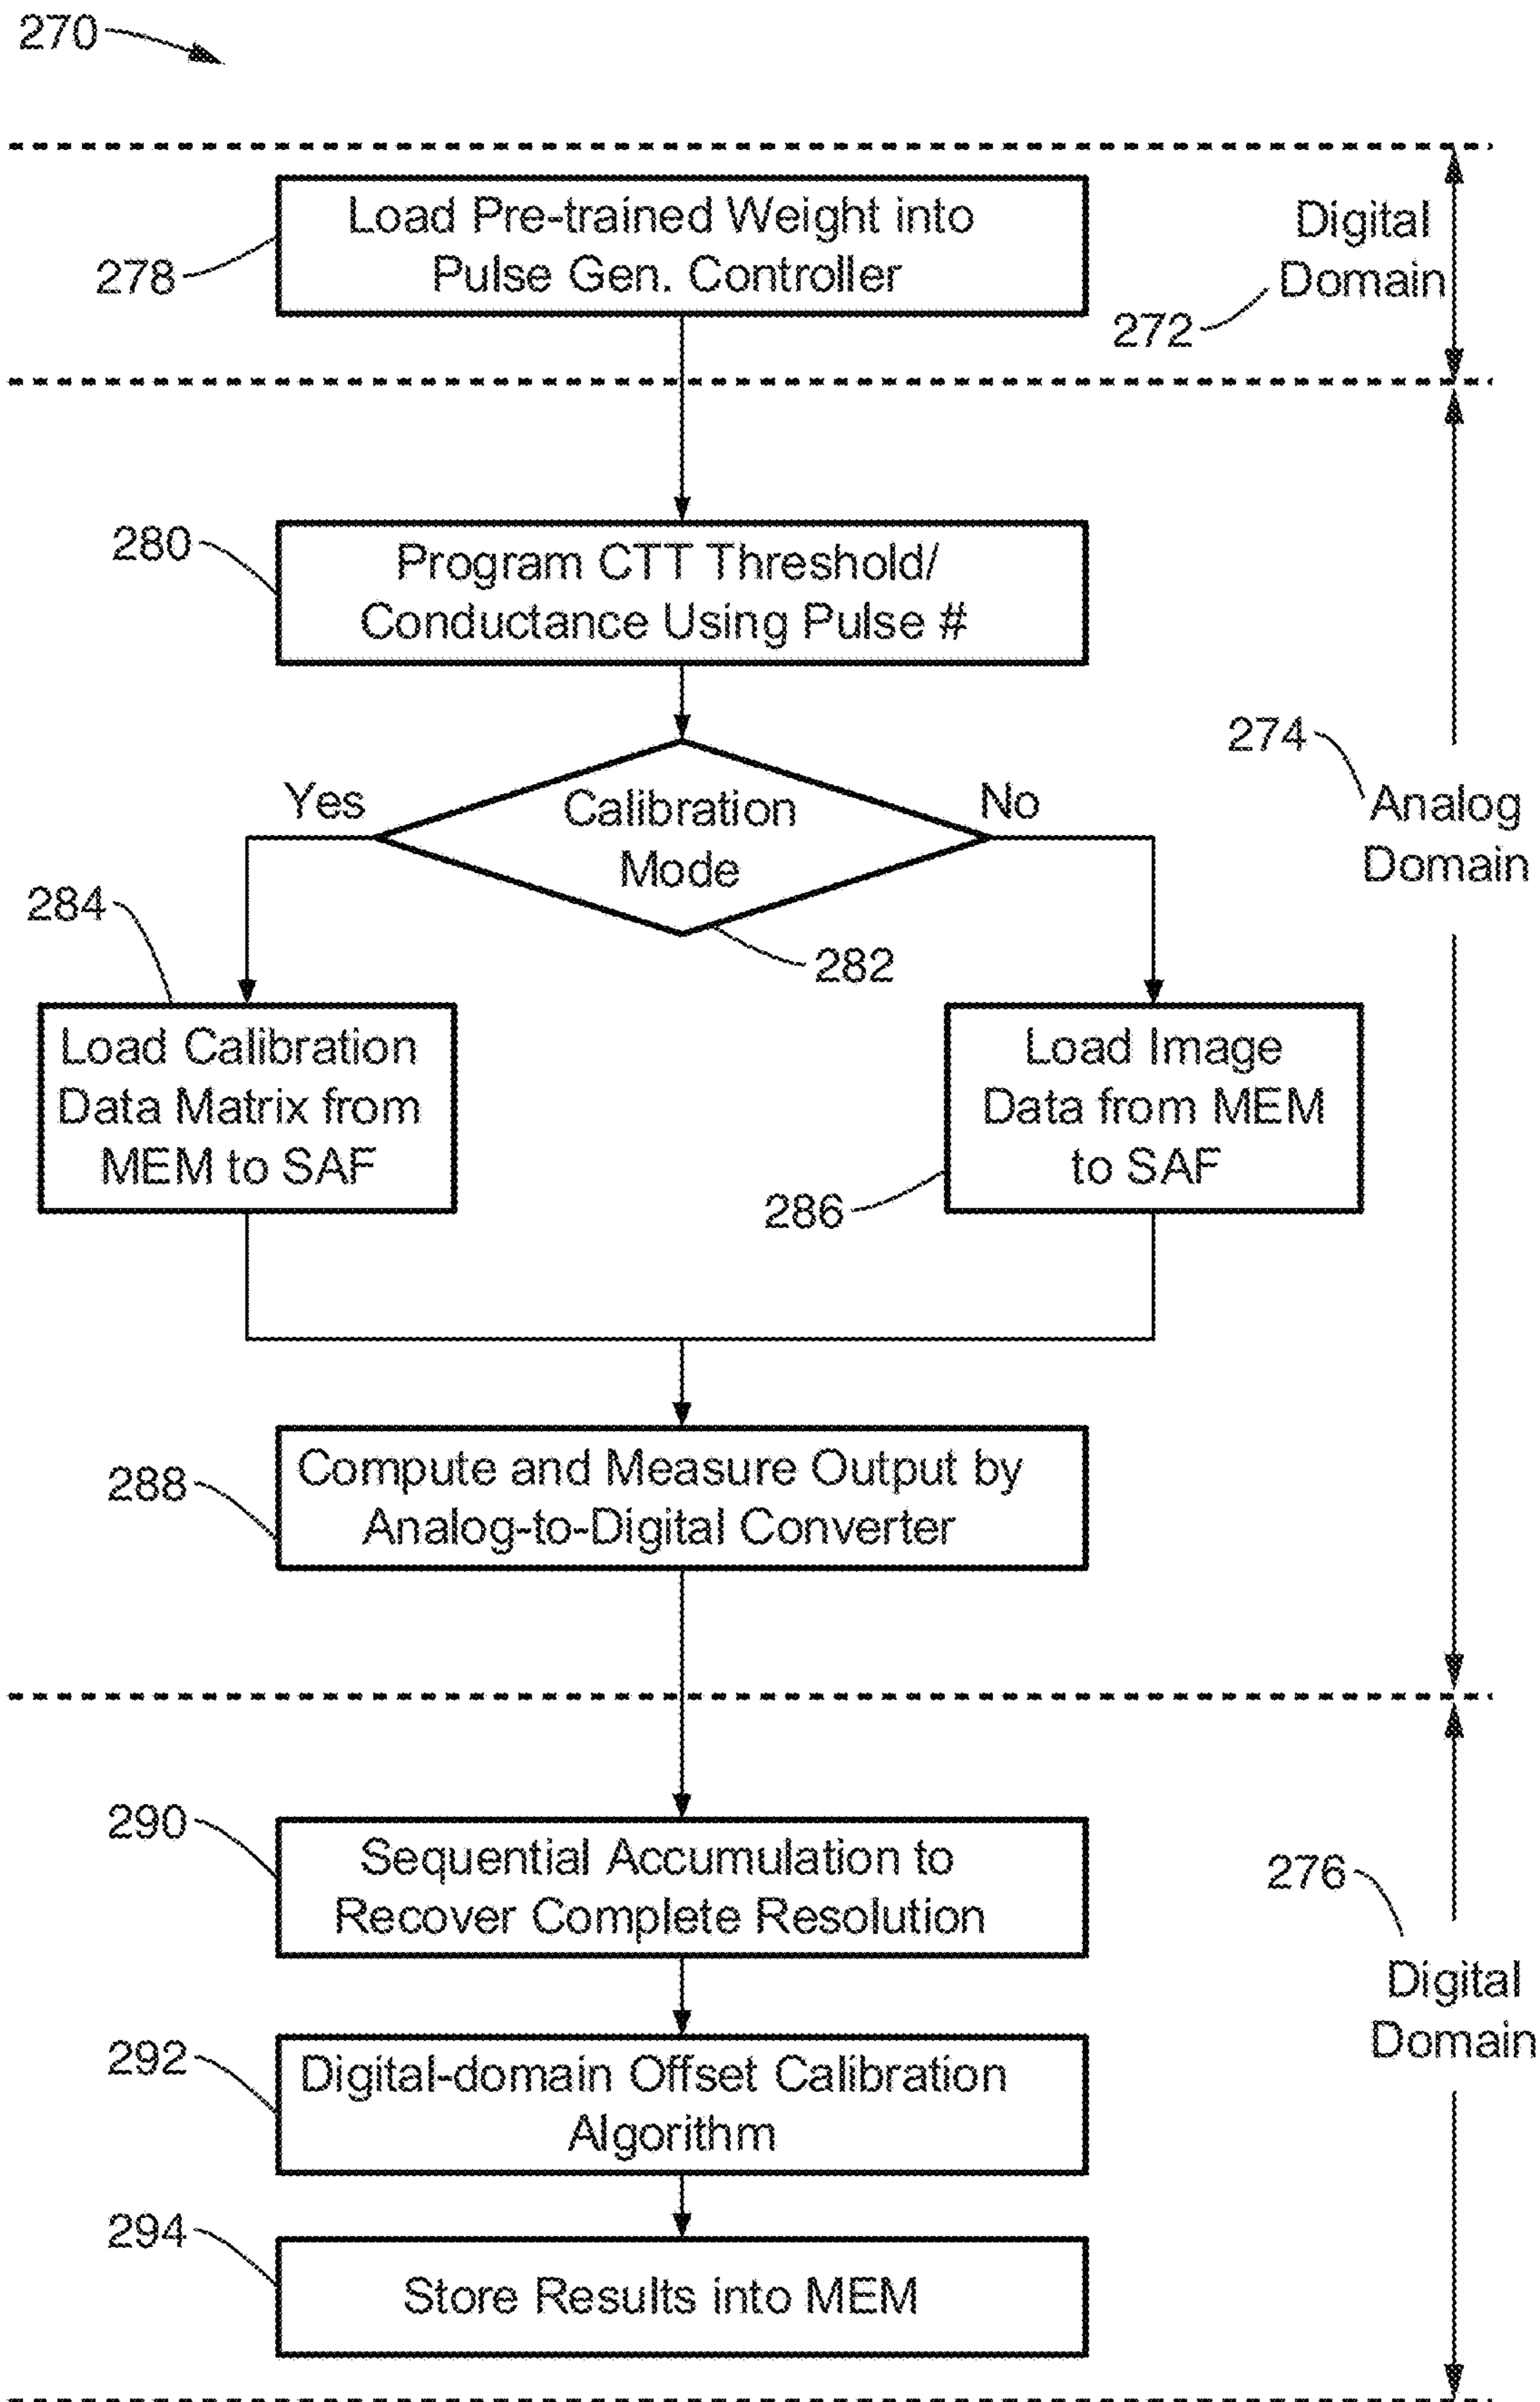 270
Load Pre-trained Weight into
Pulse Gen. Controller
278
Digital
Domain
272
280
Program CTT Threshold/
Conductance Using Pulse #
274
Analog
Domain
Yes
Calibration
Mode
No
282
284
Load Calibration
Data Matrix from
MEM to SAF
Load Image
Data from MEM
to SAF
286
288
Compute and Measure Output by
Analog-to-Digital Converter
290
Sequential Accumulation to
Recover Complete Resolution
276
Digital
Domain
292
Digital-domain Offset Calibration
Algorithm
294
Store Results into MEM